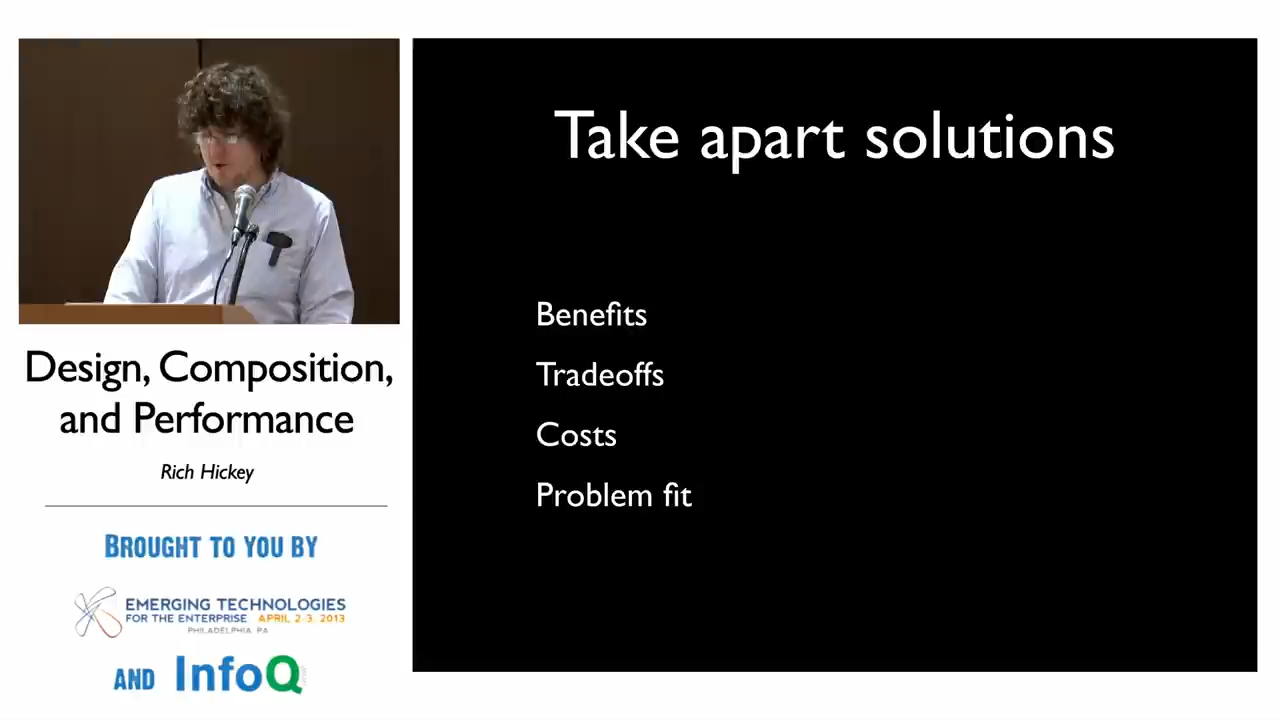 Take apart solutions
Benefits
Tradeoffs
Costs
Problem fit
Design, Composition,
and Performance
Rich Hickey
BROUGHT TO YOU BY
EMERGING TECHNOLOGIES
FOR THE ENTERPRISE APRIL 2-3, 2013
PHILADELPHIA, PA
AND InfoQ